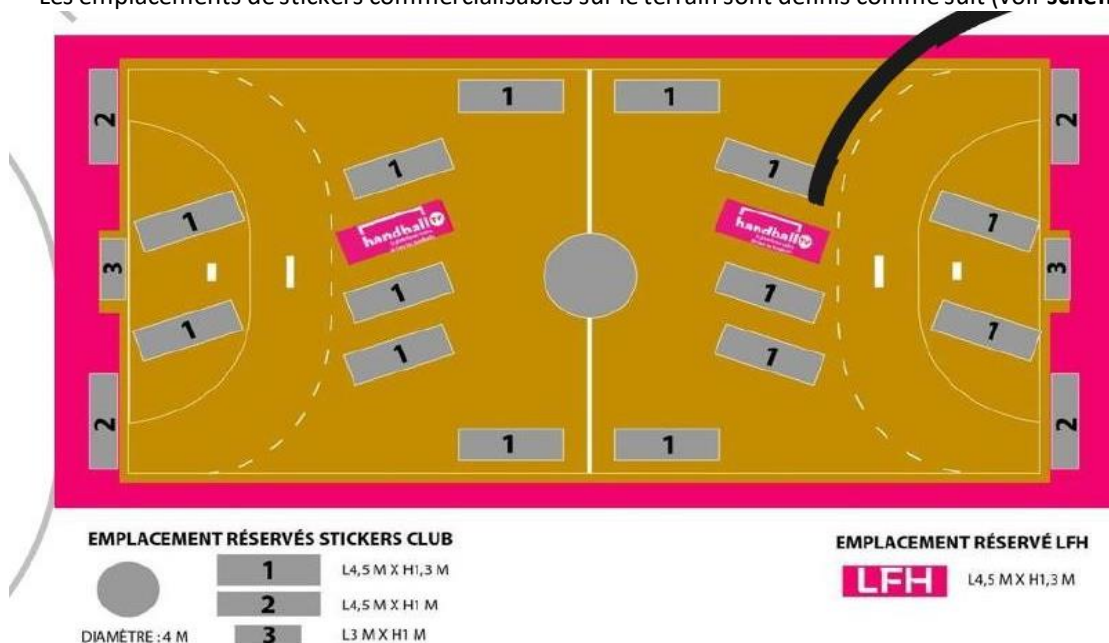 Les emplacements de stickers commercialisables sur le terrain sont définis comme suit (voir
1 1
2 2
1 1
1 1
handball TV handball TV
3 3
1 1
1 1
1 1
2 2
1 1
EMPLACEMENT RÉSERVÉS STICKERS CLUB
1 L4,5 M X H1,3 M
2 L4,5 M X H1 M
DIAMÈTRE : 4 M 3 L3 M X H1 M
EMPLACEMENT RÉSERVÉ LFH
LFH L4,5 M X H1,3 M